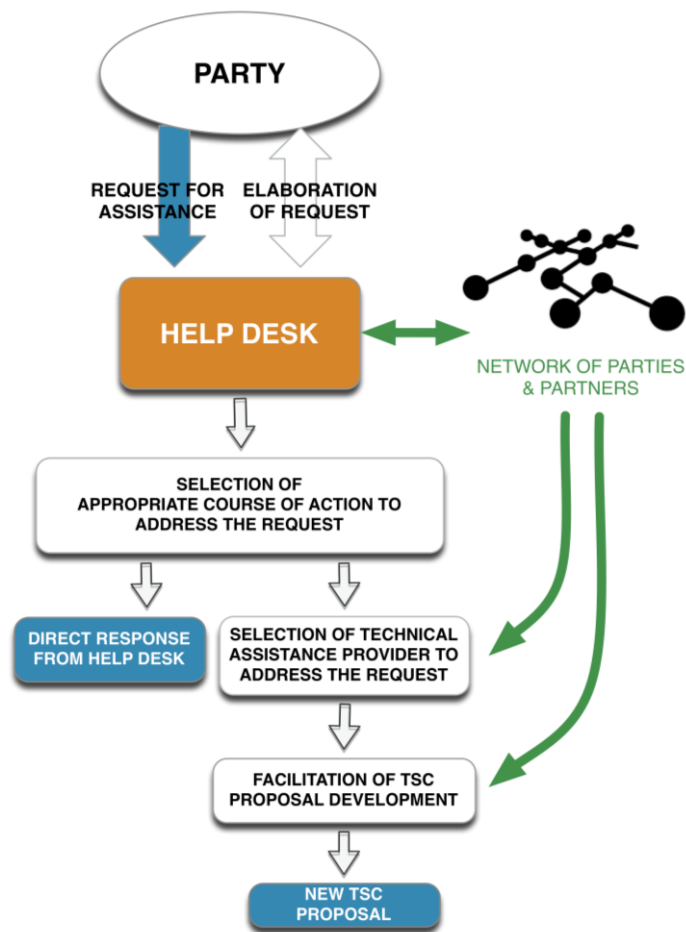 PARTY
REQUEST FOR
ASSISTANCE
ELABORATION
OF REQUEST
HELP DESK
NETWORK OF PARTIES
& PARTNERS
SELECTION OF
APPROPRIATE COURSE OF ACTION TO
ADDRESS THE REQUEST
DIRECT RESPONSE
FROM HELP DESK
SELECTION OF TECHNICAL
ASSISTANCE PROVIDER TO
ADDRESS THE REQUEST
FACILITATION OF TSC
PROPOSAL DEVELOPMENT
NEW TSC
PROPOSAL